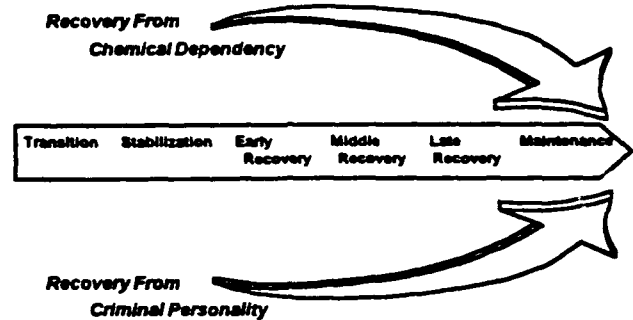 Recovery From
Chemical Dependency
Transition Stabilization Early Middle Late Maintenance
Recovery Recovery Recovery
Recovery From
Criminal Personality